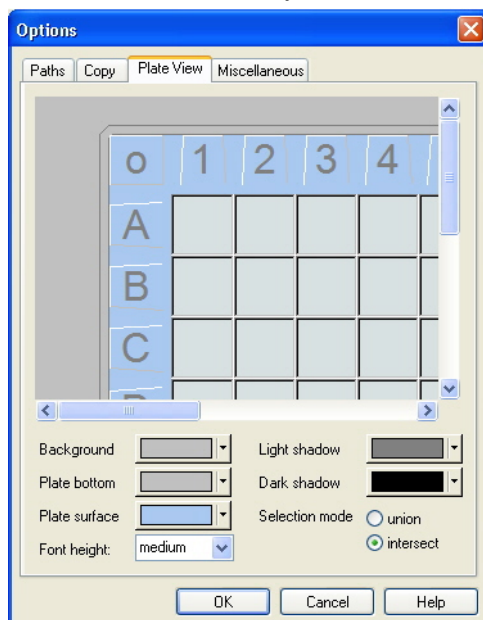 Options
Paths Copy Plate View Miscellaneous
o 1 2 3 4
A
B
C
Background Light shadow
Plate bottom Dark shadow
Plate surface Selection mode union
Font height: medium intersect
OK Cancel Help